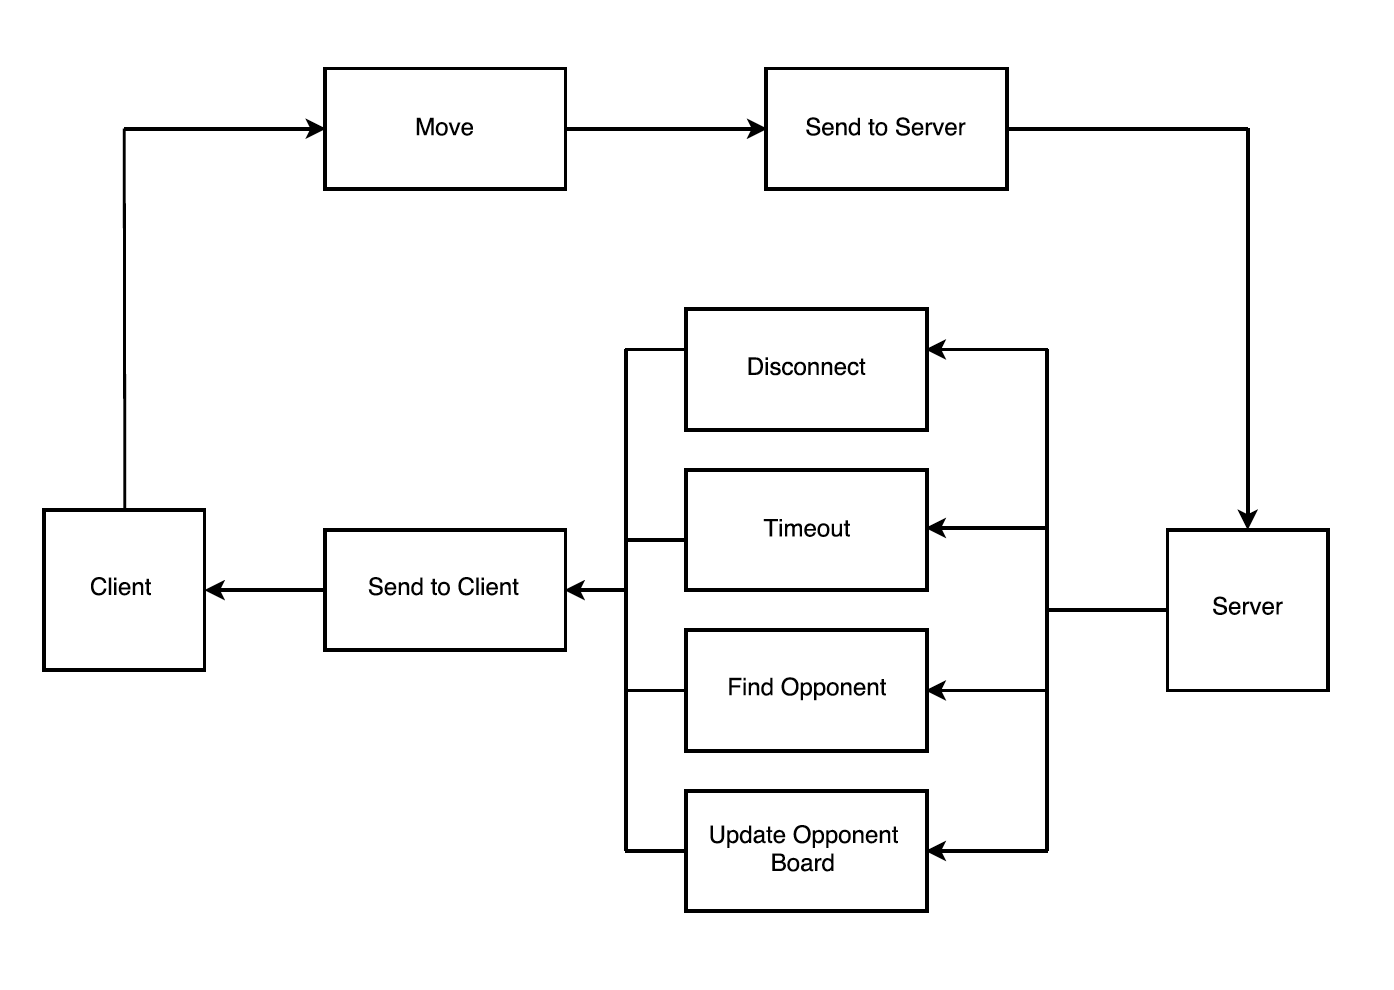 Move
Send to Server
Disconnect
Timeout
Client
Send to Client
Server
Find Opponent
Update Opponent
Board